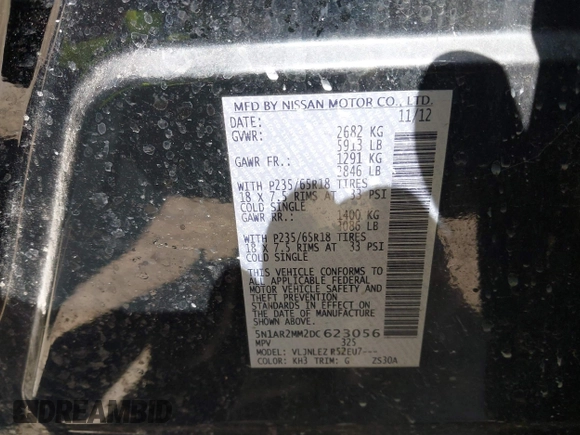 MFD BY NISSAN MOTOR CO., LTD.
DATE: 11/12
GVWR: 2682 KG
5913 LB
GAWR FR.: 1291 KG
2846 LB
WITH P235/65R18 TIRES
18 X 7.5 RIMS AT 33 PSI
COLD SINGLE
GAWR RR.: 1400 KG
3086 LB
WITH P235/65R18 TIRES
18 X 7.5 RIMS AT 33 PSI
COLD SINGLE
THIS VEHICLE CONFORMS TO
ALL APPLICABLE FEDERAL
MOTOR VEHICLE SAFETY AND
THEFT PREVENTION
STANDARDS IN EFFECT ON
THE DATE OF MANUFACTURE
SHOWN ABOVE.
5N1AR2MM2DC623056
MPV 325
MODEL: R52EU7---
COLOR: KH3 TRIM: G ZS30A
DREAMBID